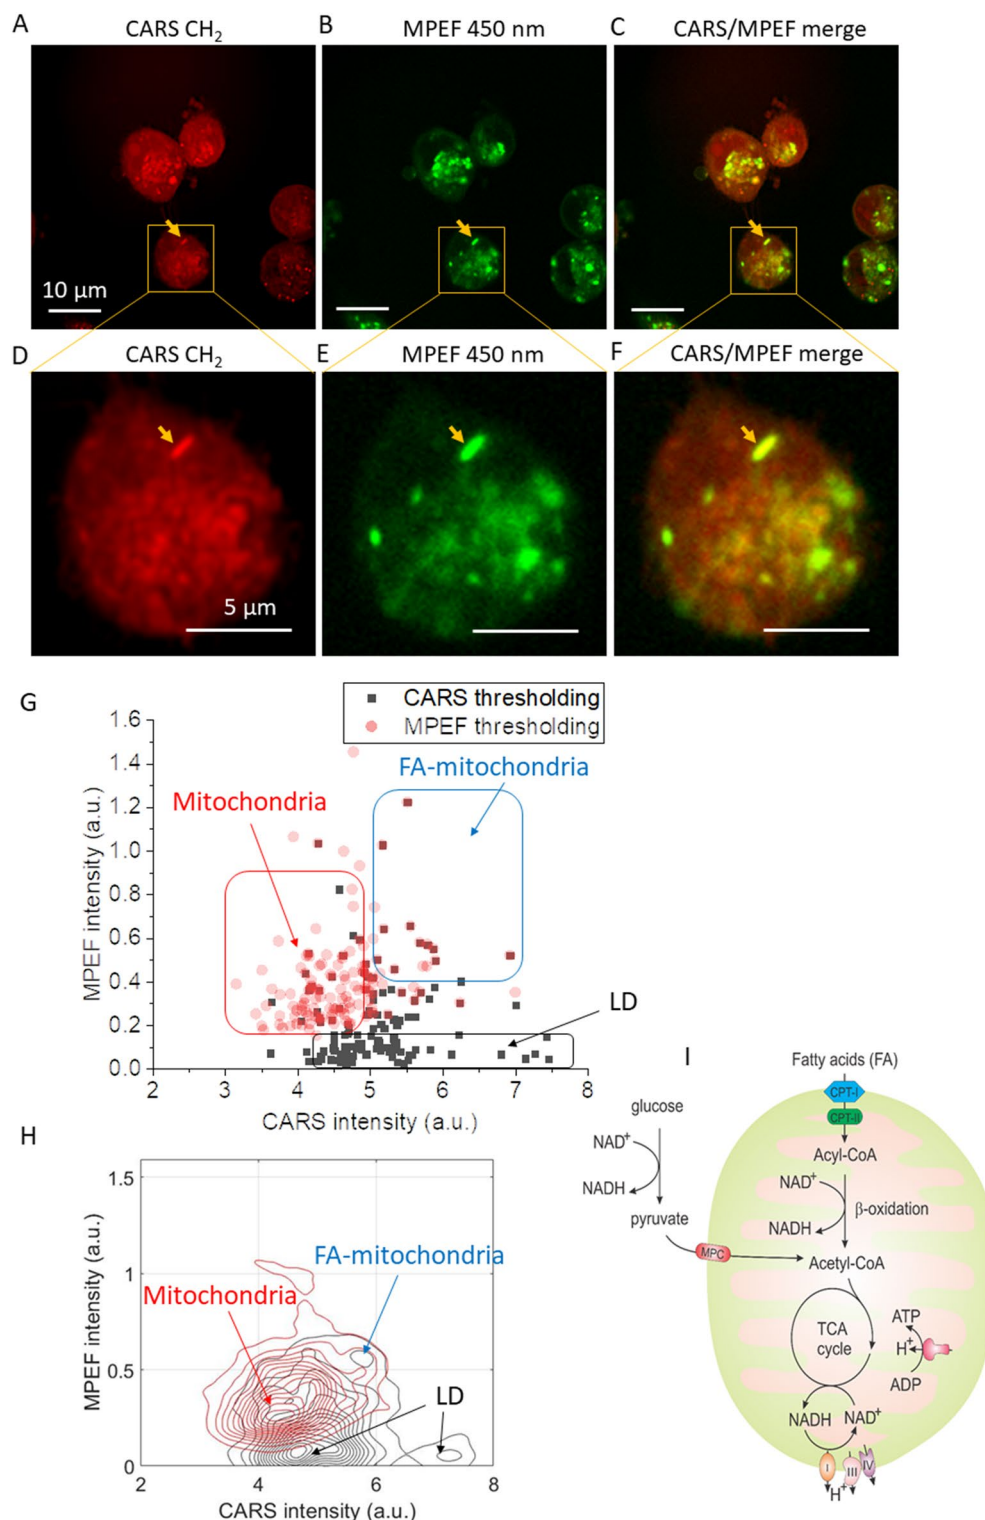 A
CARS CH₂
B
MPEF 450 nm
C
CARS/MPEF merge
10 µm
D
CARS CH₂
E
MPEF 450 nm
F
CARS/MPEF merge
5 µm
G
CARS thresholding
MPEF thresholding
1.6
1.4
1.2
1.0
0.8
0.6
0.4
0.2
0.0
MPEF intensity (a.u.)
FA-mitochondria
Mitochondria
LD
2 3 4 5 6 7 8
CARS intensity (a.u.)
H
1.5
1
0.5
0
MPEF intensity (a.u.)
FA-mitochondria
Mitochondria
LD
2 4 6 8
CARS intensity (a.u.)
I
Fatty acids (FA)
CPT-I
CPT-II
glucose
Acyl-CoA
NAD⁺
NADH
NAD⁺
β-oxidation
NADH
pyruvate
MPC
Acetyl-CoA
TCA
cycle
ATP
H⁺
ADP
NADH
NAD⁺
I
III
IV
H⁺